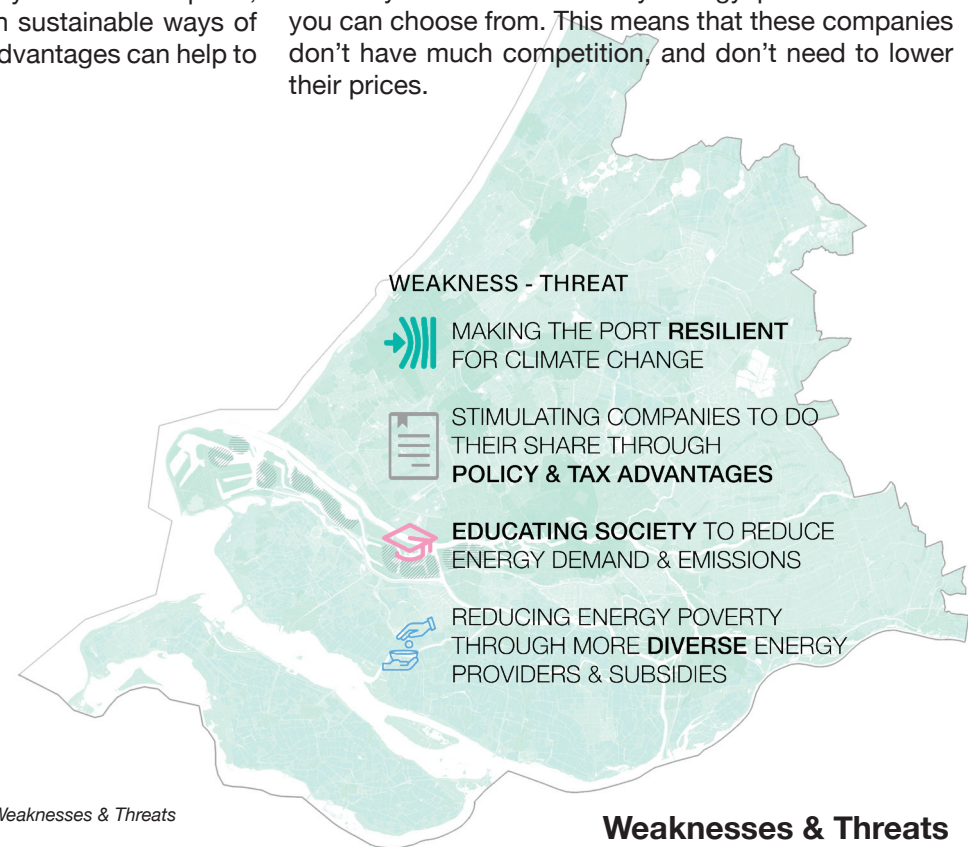 sustainable ways of
can help to
you can choose from. This means that these companies
don’t have much competition, and don’t need to lower
their prices.
WEAKNESS - THREAT
MAKING THE PORT RESILIENT
FOR CLIMATE CHANGE
STIMULATING COMPANIES TO DO
THEIR SHARE THROUGH
POLICY & TAX ADVANTAGES
EDUCATING SOCIETY TO REDUCE
ENERGY DEMAND & EMISSIONS
REDUCING ENERGY POVERTY
THROUGH MORE DIVERSE ENERGY
PROVIDERS & SUBSIDIES
Weaknesses & Threats
Weaknesses & Threats